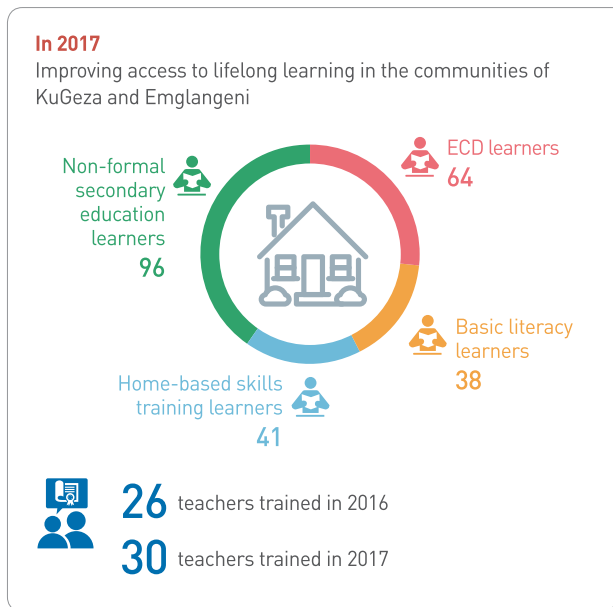 In 2017
Improving access to lifelong learning in the communities of
KuGeza and Emglangeni
Non-formal
secondary
education
learners
96
ECD learners
64
Basic literacy
learners
38
Home-based skills
training learners
41
26 teachers trained in 2016
30 teachers trained in 2017